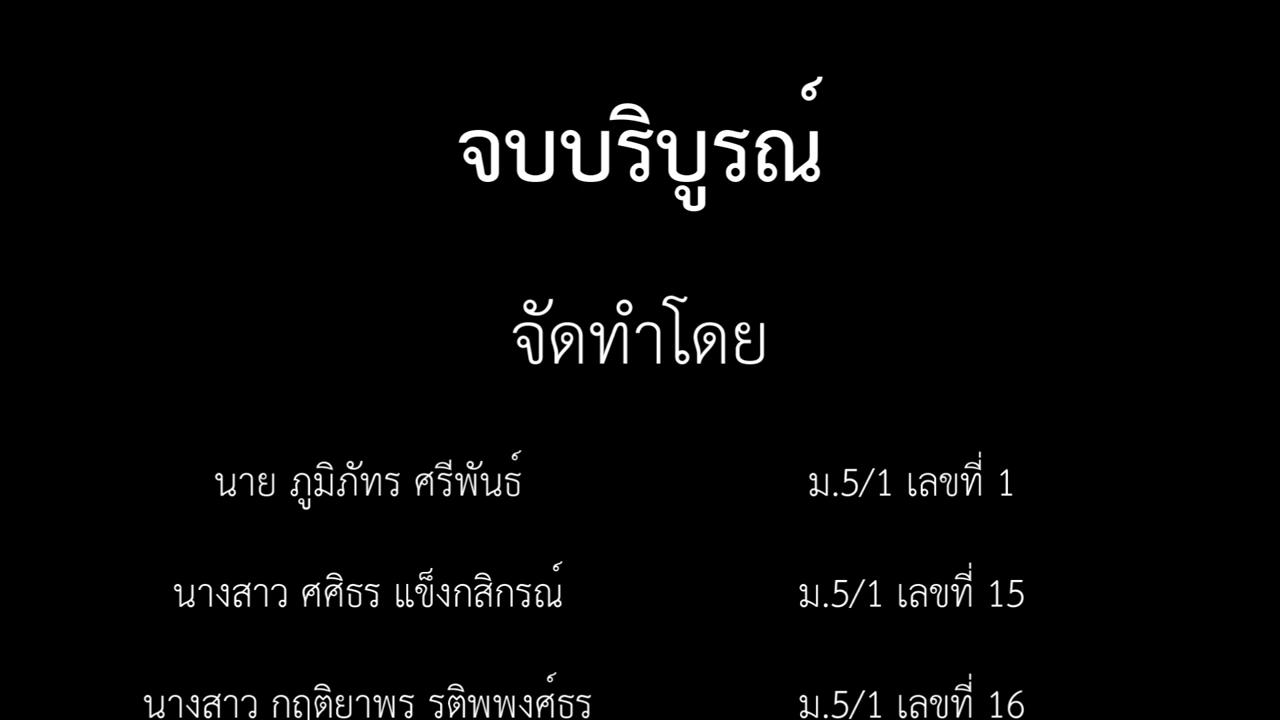 จบบริบูรณ์
จัดทำโดย
นาย ภูมิภัทร ศรีพันธ์ ม.5/1 เลขที่ 1
นางสาว ศศิธร แข็งกสิกรณ์ ม.5/1 เลขที่ 15
นางสาว กฤติยาพร รติพพงศ์ธร ม.5/1 เลขที่ 16